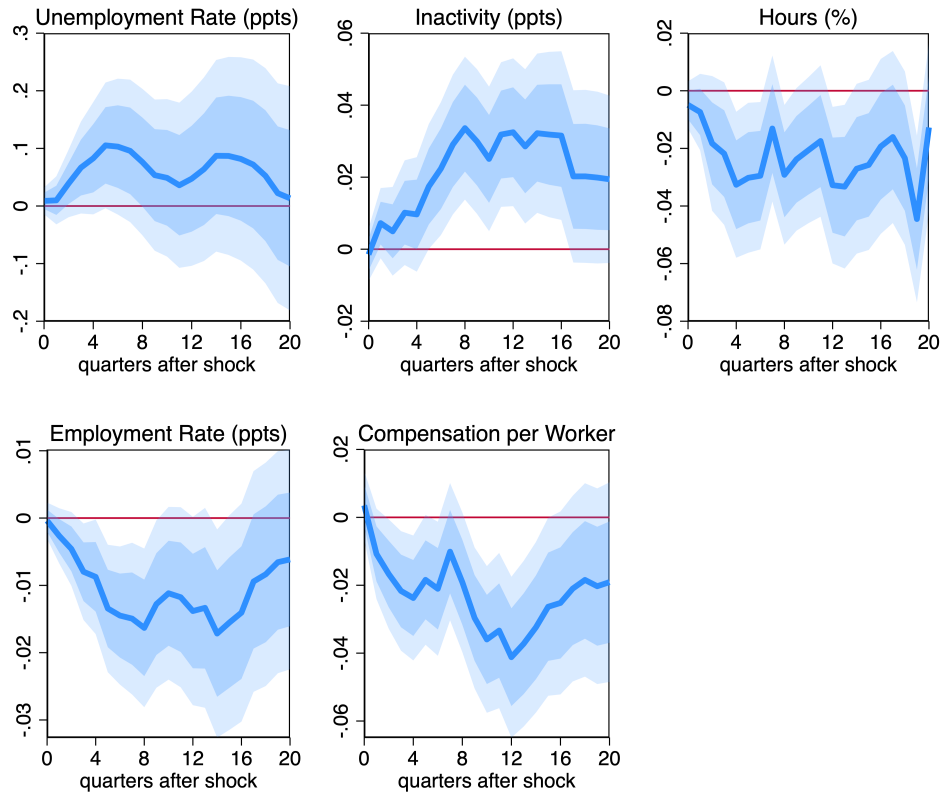 Unemployment Rate (ppts)
.3
.2
.1
0
-.1
-.2
0 4 8 12 16 20
quarters after shock
Inactivity (ppts)
.06
.04
.02
0
.02
0 4 8 12 16 20
quarters after shock
Hours (%)
.02
0
-.02
-.04
-.06
-.08
0 4 8 12 16 20
quarters after shock
Employment Rate (ppts)
.01
0
-.01
-.02
-.03
0 4 8 12 16 20
quarters after shock
Compensation per Worker
.02
0
-.02
-.04
-.06
0 4 8 12 16 20
quarters after shock